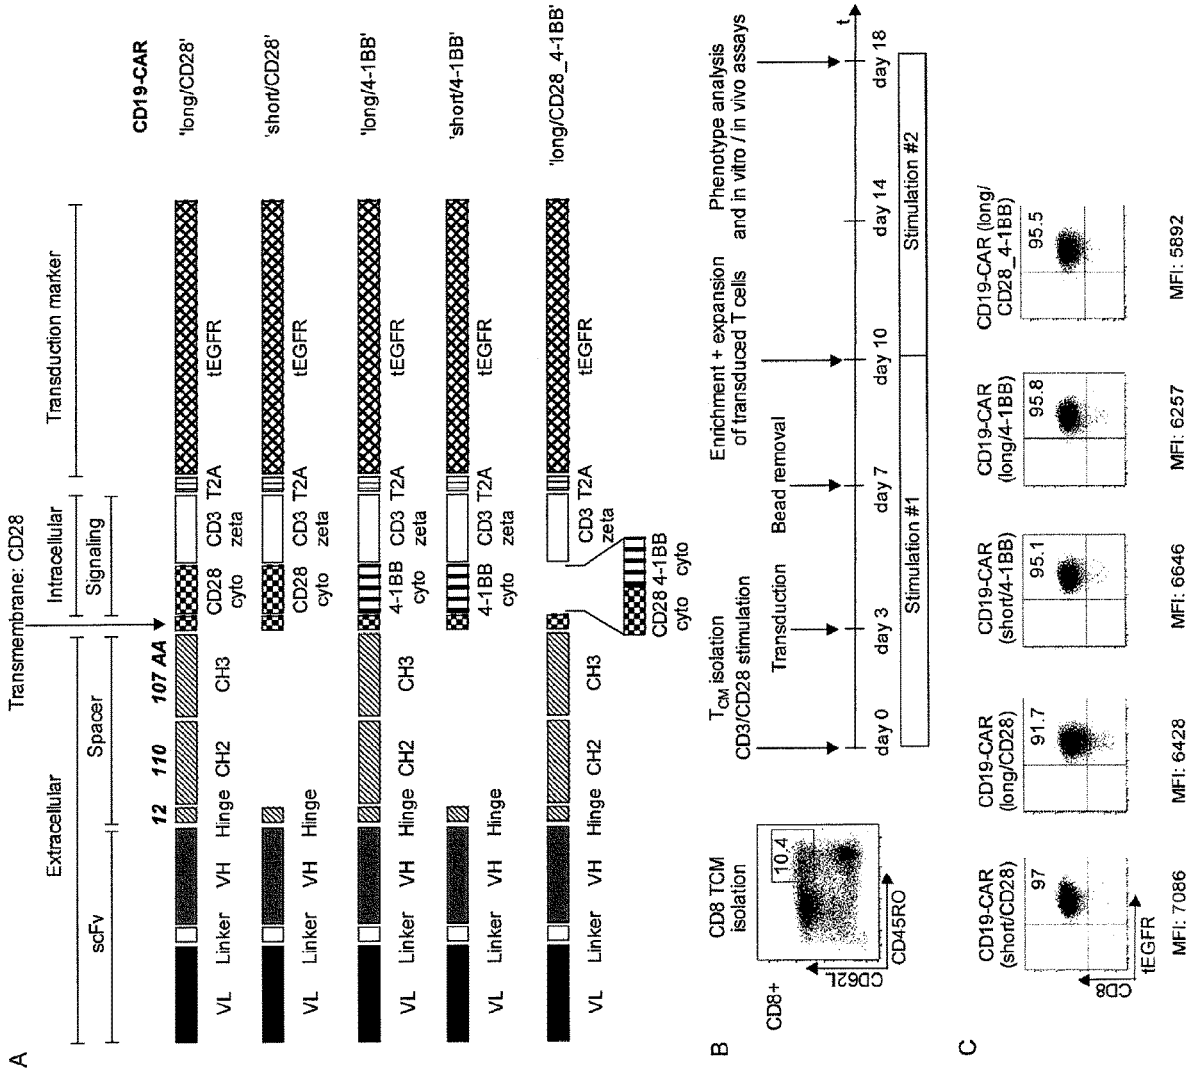 A
Transmembrane: CD28
Extracellular
Intracellular
Transduction marker
scFv
Spacer
Signaling
CD19-CAR
12 110 107 AA
'long/CD28'
VL Linker VH Hinge CH2 CH3 CD28 cyto CD3 zeta T2A tEGFR
'short/CD28'
VL Linker VH Hinge CD28 cyto CD3 zeta T2A tEGFR
'long/4-1BB'
VL Linker VH Hinge CH2 CH3 4-1BB cyto CD3 zeta T2A tEGFR
'short/4-1BB'
VL Linker VH Hinge 4-1BB cyto CD3 zeta T2A tEGFR
'long/CD28_4-1BB'
VL Linker VH Hinge CH2 CH3 CD3 zeta T2A tEGFR
CD28 cyto
4-1BB cyto
B
CD8 TCM
isolation
CD8+
10.4
CD62L
CD45RO
TCM isolation
CD3/CD28 stimulation
Transduction
Bead removal
Enrichment + expansion
of transduced T cells
Phenotype analysis
and in vitro / in vivo assays
t
day 0
day 3
day 7
day 10
day 14
day 18
Stimulation #1
Stimulation #2
C
CD19-CAR
(short/CD28)
97
CD8
tEGFR
MFI: 7086
CD19-CAR
(long/CD28)
91.7
MFI: 6428
CD19-CAR
(short/4-1BB)
95.1
MFI: 6646
CD19-CAR
(long/4-1BB)
95.8
MFI: 6257
CD19-CAR (long/
CD28_4-1BB)
95.5
MFI: 5892